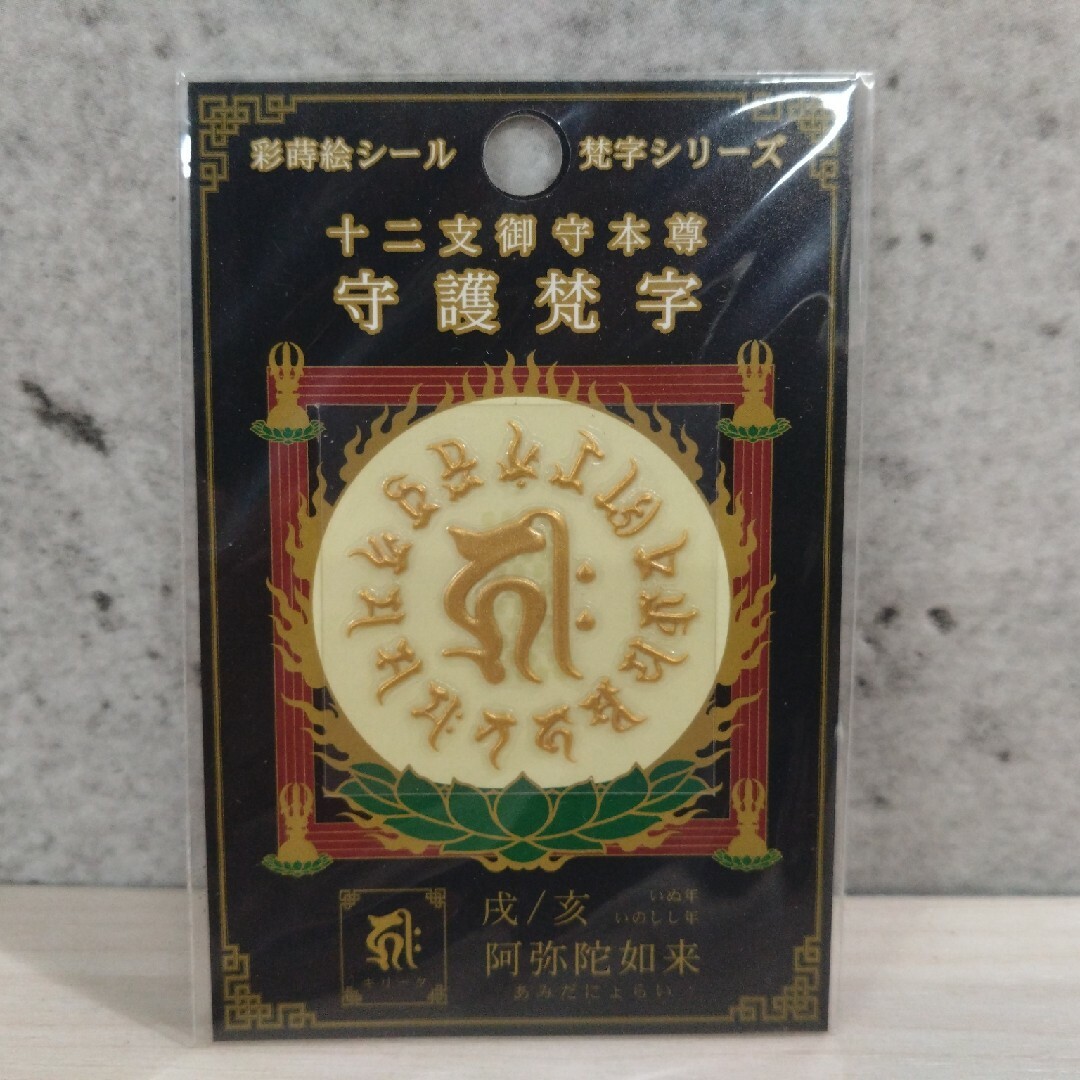 彩蒔絵シール
梵字シリーズ
十二支御守本尊
守護梵字
キリーク
戌/亥
いぬ年
いのしし年
阿弥陀如来
あみだにょらい